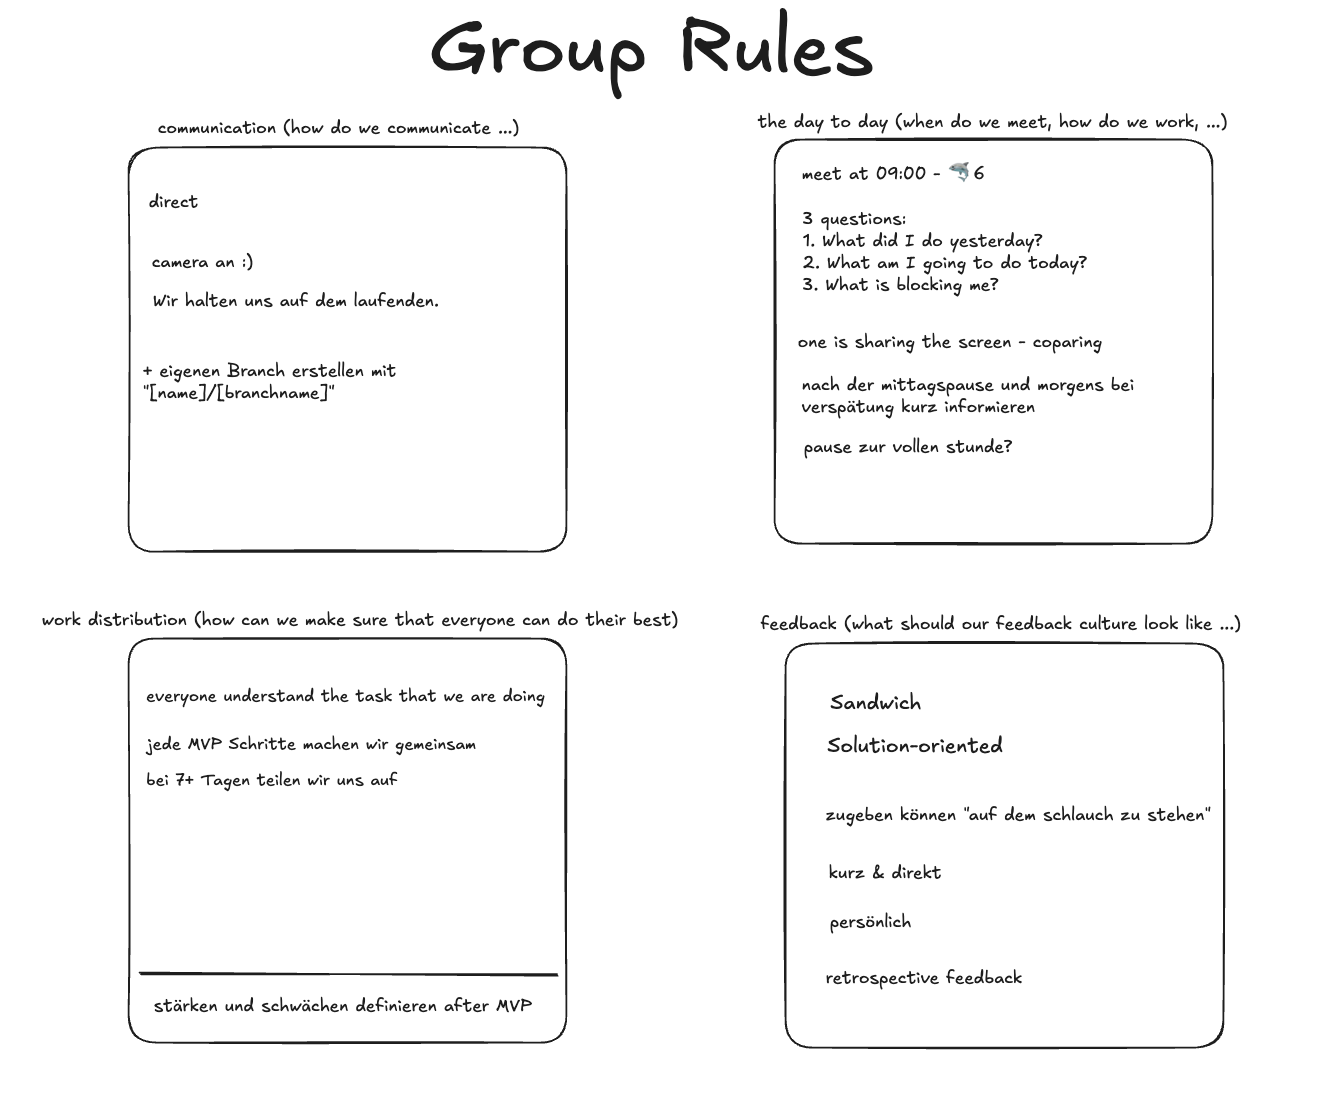 Group Rules
communication (how do we communicate ...)
direct
camera an :)
Wir halten uns auf dem laufenden.
+ eigenen Branch erstellen mit
"[name]/[branchname]"
the day to day (when do we meet, how do we work, ...)
meet at 09:00 - 🦈6
3 questions:
1. What did I do yesterday?
2. What am I going to do today?
3. What is blocking me?
one is sharing the screen - coparing
nach der mittagspause und morgens bei
verspätung kurz informieren
pause zur vollen stunde?
work distribution (how can we make sure that everyone can do their best)
everyone understand the task that we are doing
jede MVP Schritte machen wir gemeinsam
bei 7+ Tagen teilen wir uns auf
stärken und schwächen definieren after MVP
feedback (what should our feedback culture look like ...)
Sandwich
Solution-oriented
zugeben können "auf dem schlauch zu stehen"
kurz & direkt
persönlich
retrospective feedback